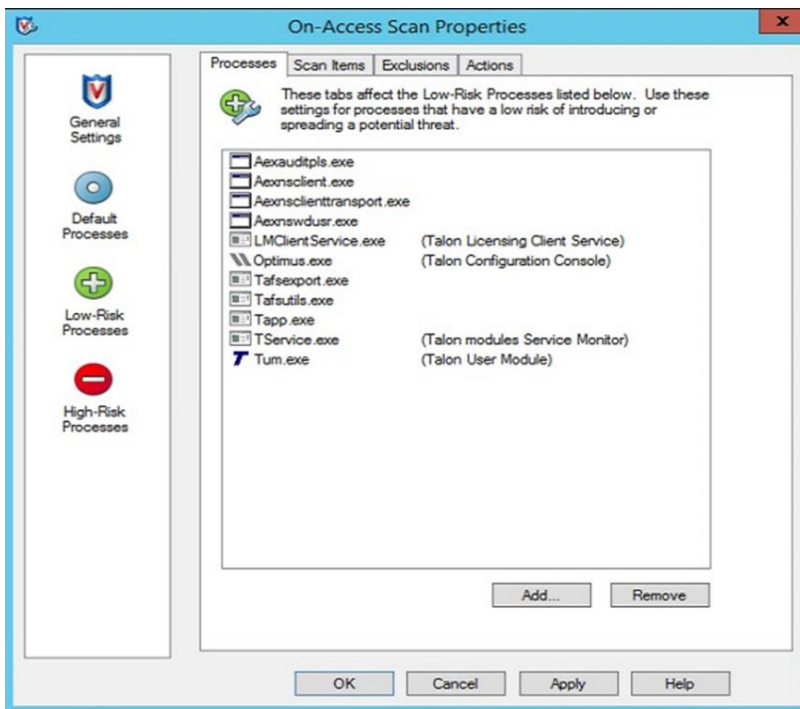 On-Access Scan Properties
x
General
Settings
Default
Processes
Low-Risk
Processes
High-Risk
Processes
Processes
Scan Items
Exclusions
Actions
These tabs affect the Low-Risk Processes listed below. Use these
settings for processes that have a low risk of introducing or
spreading a potential threat.
Aexauditpls.exe
Aexnsclient.exe
Aexnsclienttransport.exe
Aexnswdusr.exe
LMClientService.exe (Talon Licensing Client Service)
Optimus.exe (Talon Configuration Console)
Tafsexport.exe
Tafsutils.exe
Tapp.exe
TService.exe (Talon modules Service Monitor)
Tum.exe (Talon User Module)
Add...
Remove
OK
Cancel
Apply
Help